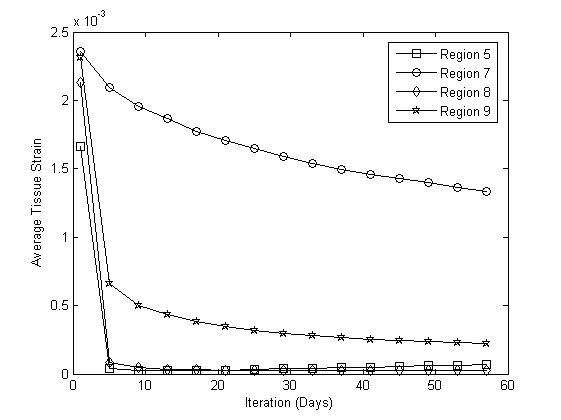 x 10-3
2.5
2
1.5
1
0.5
0
Average Tissue Strain
Region 5
Region 7
Region 8
Region 9
0 10 20 30 40 50 60
Iteration (Days)